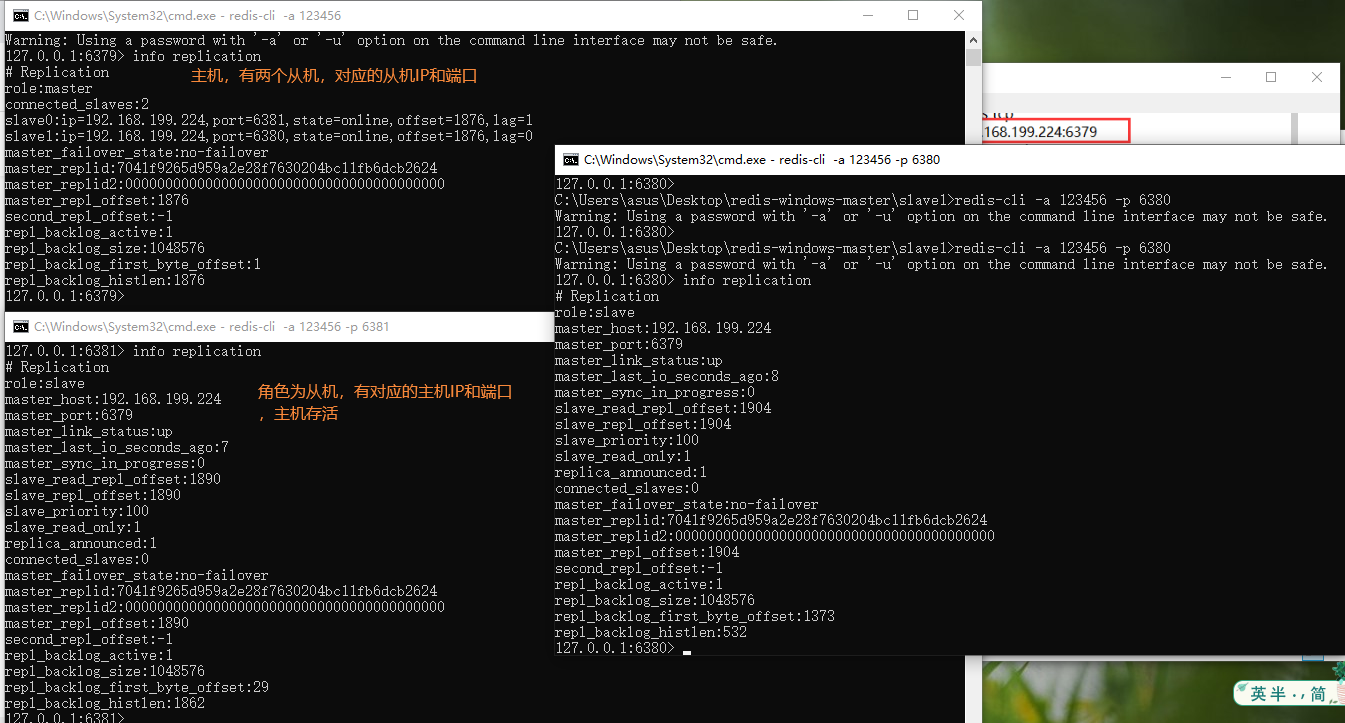 C:\Windows\System32\cmd.exe - redis-cli  -a 123456
Warning: Using a password with '-a' or '-u' option on the command line interface may not be safe.
127.0.0.1:6379> info replication
# Replication
主机，有两个从机，对应的从机IP和端口
role:master
connected_slaves:2
slave0:ip=192.168.199.224,port=6381,state=online,offset=1876,lag=1
slave1:ip=192.168.199.224,port=6380,state=online,offset=1876,lag=0
master_failover_state:no-failover
master_replid:7041f9265d959a2e28f7630204bc11fb6dcb2624
master_replid2:0000000000000000000000000000000000000000
master_repl_offset:1876
second_repl_offset:-1
repl_backlog_active:1
repl_backlog_size:1048576
repl_backlog_first_byte_offset:1
repl_backlog_histlen:1876
127.0.0.1:6379>
.168.199.224:6379
C:\Windows\System32\cmd.exe - redis-cli  -a 123456 -p 6380
127.0.0.1:6380>
C:\Users\asus\Desktop\redis-windows-master\slave1>redis-cli -a 123456 -p 6380
Warning: Using a password with '-a' or '-u' option on the command line interface may not be safe.
127.0.0.1:6380>
C:\Users\asus\Desktop\redis-windows-master\slave1>redis-cli -a 123456 -p 6380
Warning: Using a password with '-a' or '-u' option on the command line interface may not be safe.
127.0.0.1:6380> info replication
# Replication
role:slave
master_host:192.168.199.224
master_port:6379
master_link_status:up
master_last_io_seconds_ago:8
master_sync_in_progress:0
slave_read_repl_offset:1904
slave_repl_offset:1904
slave_priority:100
slave_read_only:1
replica_announced:1
connected_slaves:0
master_failover_state:no-failover
master_replid:7041f9265d959a2e28f7630204bc11fb6dcb2624
master_replid2:0000000000000000000000000000000000000000
master_repl_offset:1904
second_repl_offset:-1
repl_backlog_active:1
repl_backlog_size:1048576
repl_backlog_first_byte_offset:1373
repl_backlog_histlen:532
127.0.0.1:6380>
C:\Windows\System32\cmd.exe - redis-cli  -a 123456 -p 6381
127.0.0.1:6381> info replication
# Replication
role:slave
master_host:192.168.199.224
角色为从机，有对应的主机IP和端口
，主机存活
master_port:6379
master_link_status:up
master_last_io_seconds_ago:7
master_sync_in_progress:0
slave_read_repl_offset:1890
slave_repl_offset:1890
slave_priority:100
slave_read_only:1
replica_announced:1
connected_slaves:0
master_failover_state:no-failover
master_replid:7041f9265d959a2e28f7630204bc11fb6dcb2624
master_replid2:0000000000000000000000000000000000000000
master_repl_offset:1890
second_repl_offset:-1
repl_backlog_active:1
repl_backlog_size:1048576
repl_backlog_first_byte_offset:29
repl_backlog_histlen:1862
127.0.0.1:6381>
英 半 · , 简